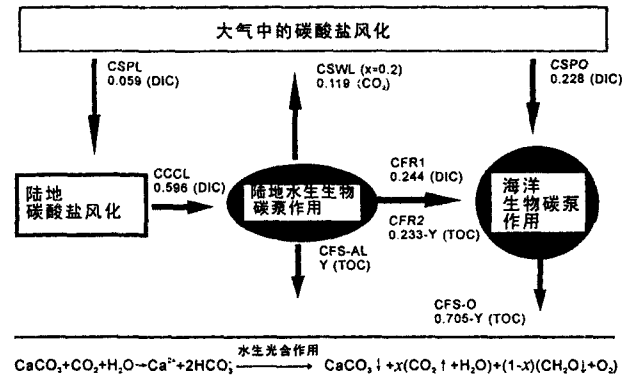 大气中的碳酸盐风化
CSPL
0.059 (DIC)
CSWL (x=0.2)
0.119 (CO₂)
CSPO
0.228 (DIC)
陆地
碳酸盐风化
CCCL
0.596 (DIC)
陆地水生生物
碳泵作用
CFR1
0.244 (DIC)
CFR2
0.233-Y (TOC)
海洋
生物碳泵
作用
CFS-AL
Y (TOC)
CFS-O
0.705-Y (TOC)
水生光合作用
CaCO₃+CO₂+H₂O→Ca²⁺+2HCO₃⁻ ⟶ CaCO₃↓+x(CO₂↑+H₂O)+(1-x)(CH₂O↓+O₂)